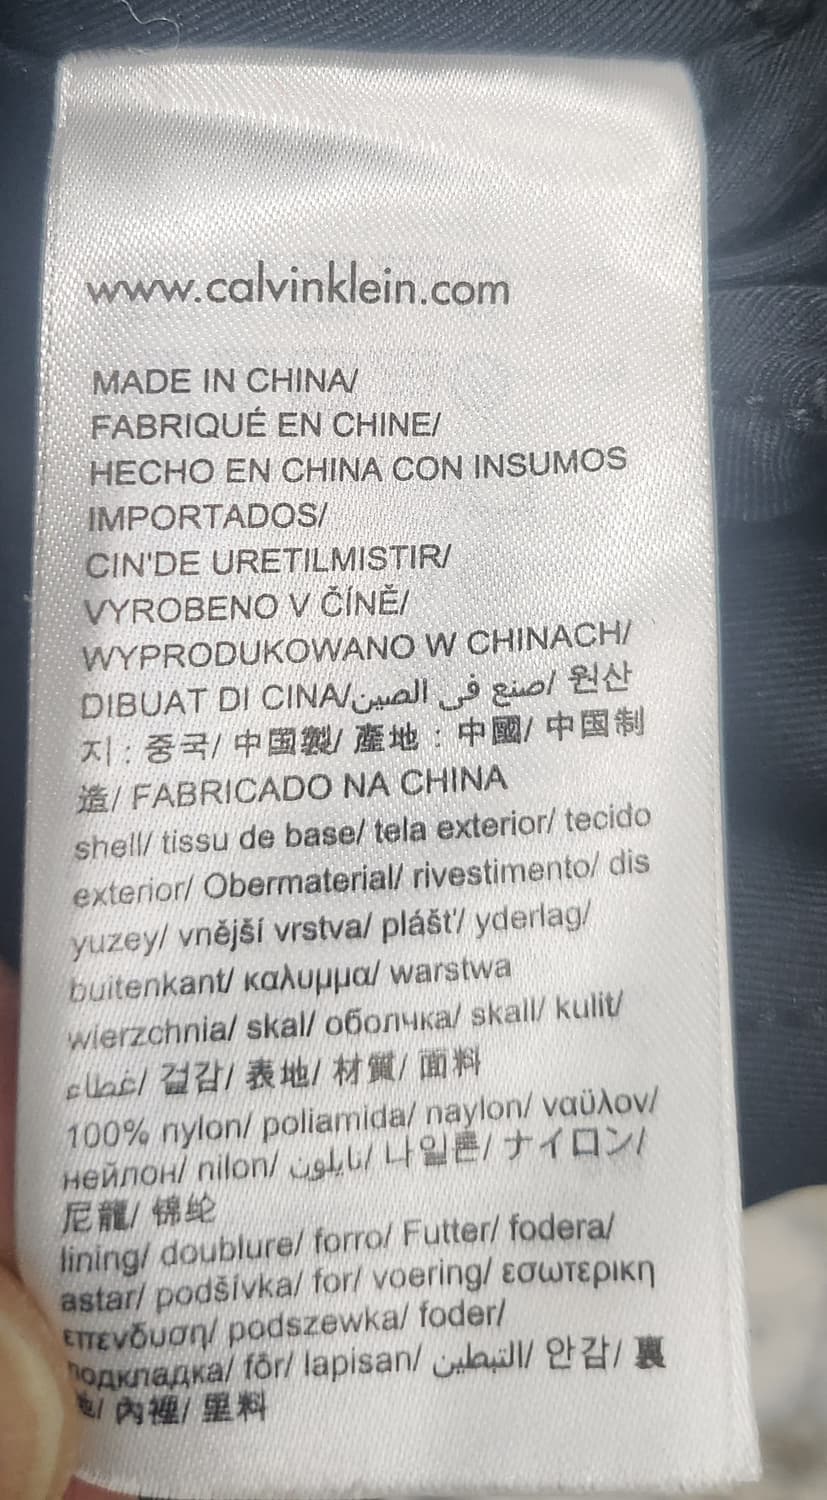 www.calvinklein.com
MADE IN CHINA/
FABRIQUÉ EN CHINE/
HECHO EN CHINA CON INSUMOS
IMPORTADOS/
CIN'DE URETILMISTIR/
VYROBENO V ČÍNĚ/
WYPRODUKOWANO W CHINACH/
DIBUAT DI CINA/صنع في الصين/ 원산
지 : 중국/ 中国製/ 産地 : 中國/ 中国制
造/ FABRICADO NA CHINA
shell/ tissu de base/ tela exterior/ tecido
exterior/ Obermaterial/ rivestimento/ dis
yuzey/ vnější vrstva/ plášt'/ yderlag/
buitenkant/ καλυμμα/ warstwa
wierzchnia/ skal/ оболчка/ skall/ kulit/
غطاء/ 겉감/ 表地/ 材質/ 面料
100% nylon/ poliamida/ naylon/ ναϋλον/
нейлон/ nilon/ نايلون/ 나일론/ ナイロン/
尼龍/ 锦纶
lining/ doublure/ forro/ Futter/ fodera/
astar/ podšívka/ for/ voering/ εσωτερικη
επενδυση/ podszewka/ foder/
подкладка/ fôr/ lapisan/ التبطين/ 안감/ 裏
地/ 內裡/ 里料